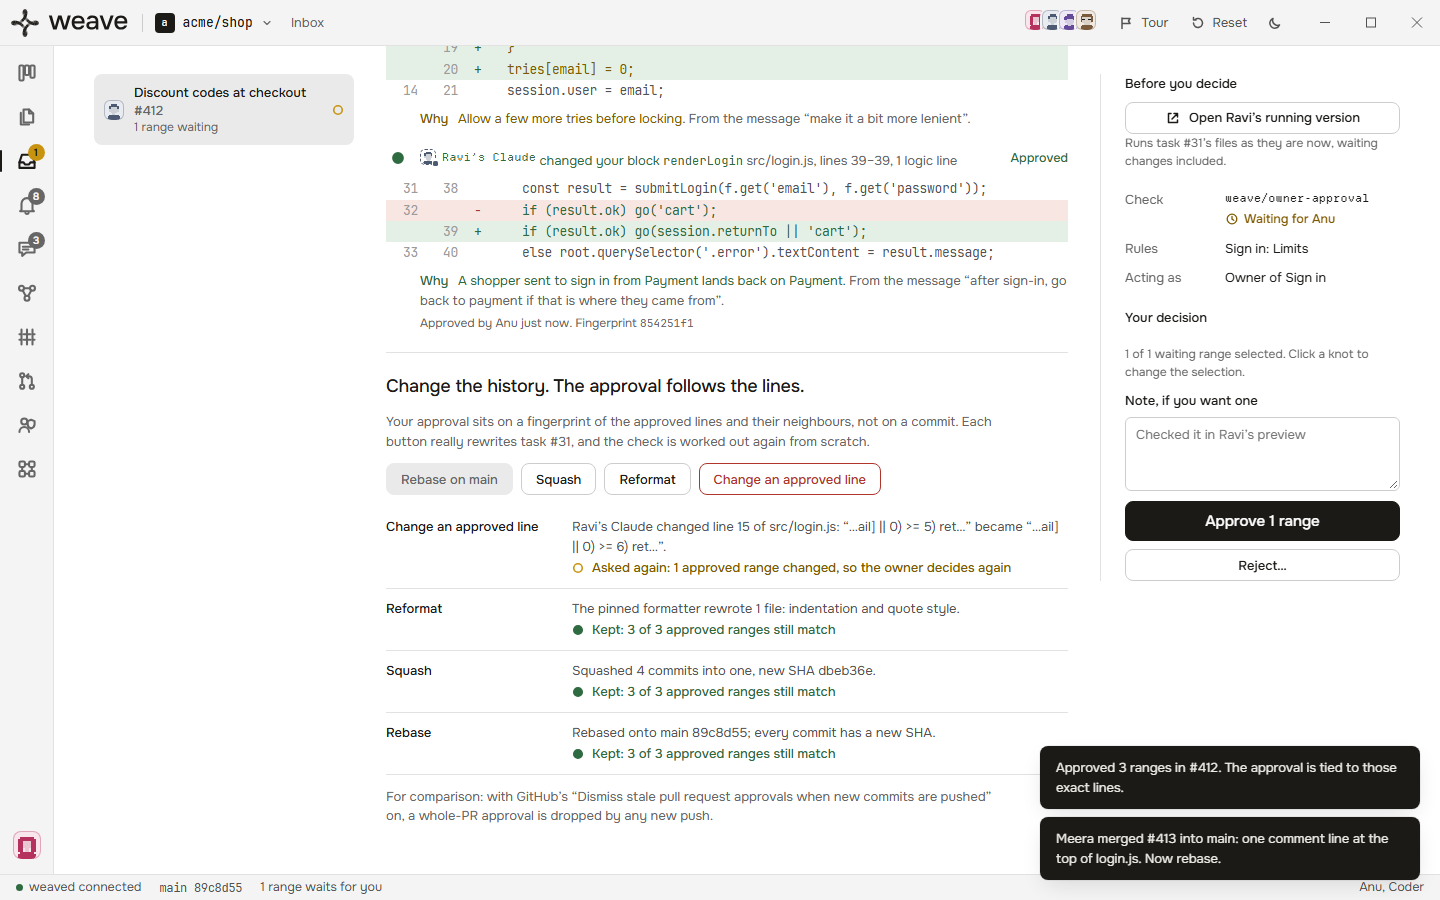 weave
a acme/shop
Inbox
Tour
Reset
Discount codes at checkout
#412
1 range waiting
1
8
3
19 + }
20 + tries[email] = 0;
14 21 session.user = email;
Why Allow a few more tries before locking. From the message “make it a bit more lenient”.
Ravi's Claude changed your block renderLogin src/login.js, lines 39–39, 1 logic line
Approved
31 38 const result = submitLogin(f.get('email'), f.get('password'));
32 - if (result.ok) go('cart');
39 + if (result.ok) go(session.returnTo || 'cart');
33 40 else root.querySelector('.error').textContent = result.message;
Why A shopper sent to sign in from Payment lands back on Payment. From the message “after sign-in, go
back to payment if that is where they came from”.
Approved by Anu just now. Fingerprint 854251f1
Change the history. The approval follows the lines.
Your approval sits on a fingerprint of the approved lines and their neighbours, not on a commit. Each
button really rewrites task #31, and the check is worked out again from scratch.
Rebase on main
Squash
Reformat
Change an approved line
Change an approved line
Ravi’s Claude changed line 15 of src/login.js: “…ail] || 0) >= 5) ret…” became “…ail]
|| 0) >= 6) ret…”.
Asked again: 1 approved range changed, so the owner decides again
Reformat
The pinned formatter rewrote 1 file: indentation and quote style.
Kept: 3 of 3 approved ranges still match
Squash
Squashed 4 commits into one, new SHA dbeb36e.
Kept: 3 of 3 approved ranges still match
Rebase
Rebased onto main 89c8d55; every commit has a new SHA.
Kept: 3 of 3 approved ranges still match
For comparison: with GitHub’s “Dismiss stale pull request approvals when new commits are pushed”
on, a whole-PR approval is dropped by any new push.
Before you decide
Open Ravi’s running version
Runs task #31’s files as they are now, waiting
changes included.
Check
weave/owner-approval
Waiting for Anu
Rules
Sign in: Limits
Acting as
Owner of Sign in
Your decision
1 of 1 waiting range selected. Click a knot to
change the selection.
Note, if you want one
Checked it in Ravi’s preview
Approve 1 range
Reject…
Approved 3 ranges in #412. The approval is tied to those
exact lines.
Meera merged #413 into main: one comment line at the
top of login.js. Now rebase.
weaved connected
main 89c8d55
1 range waits for you
Anu, Coder